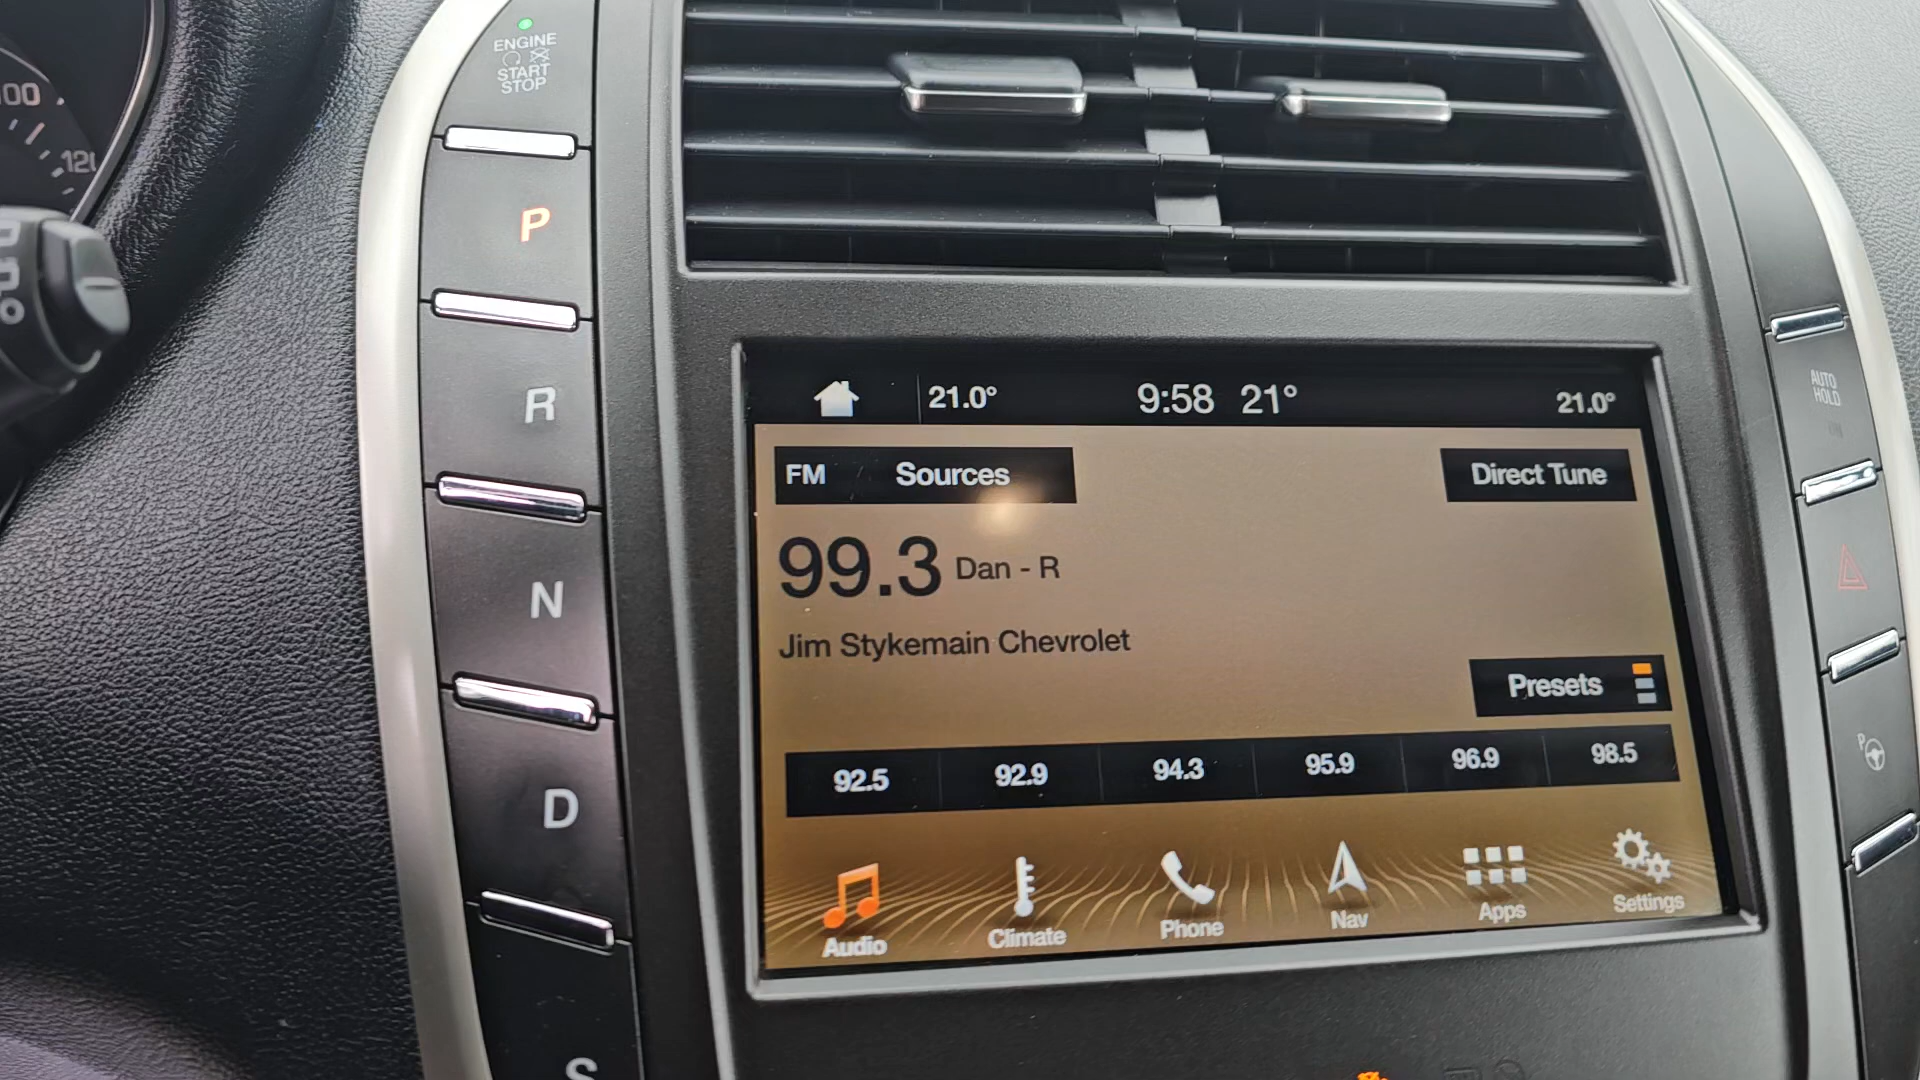 ENGINE
START
STOP
P
R
N
D
S
100
120
21.0°
9:58
21°
21.0°
FM
Sources
Direct Tune
99.3
Dan - R
Jim Stykemain Chevrolet
Presets
92.5
92.9
94.3
95.9
96.9
98.5
Audio
Climate
Phone
Nav
Apps
Settings
AUTO
HOLD
P